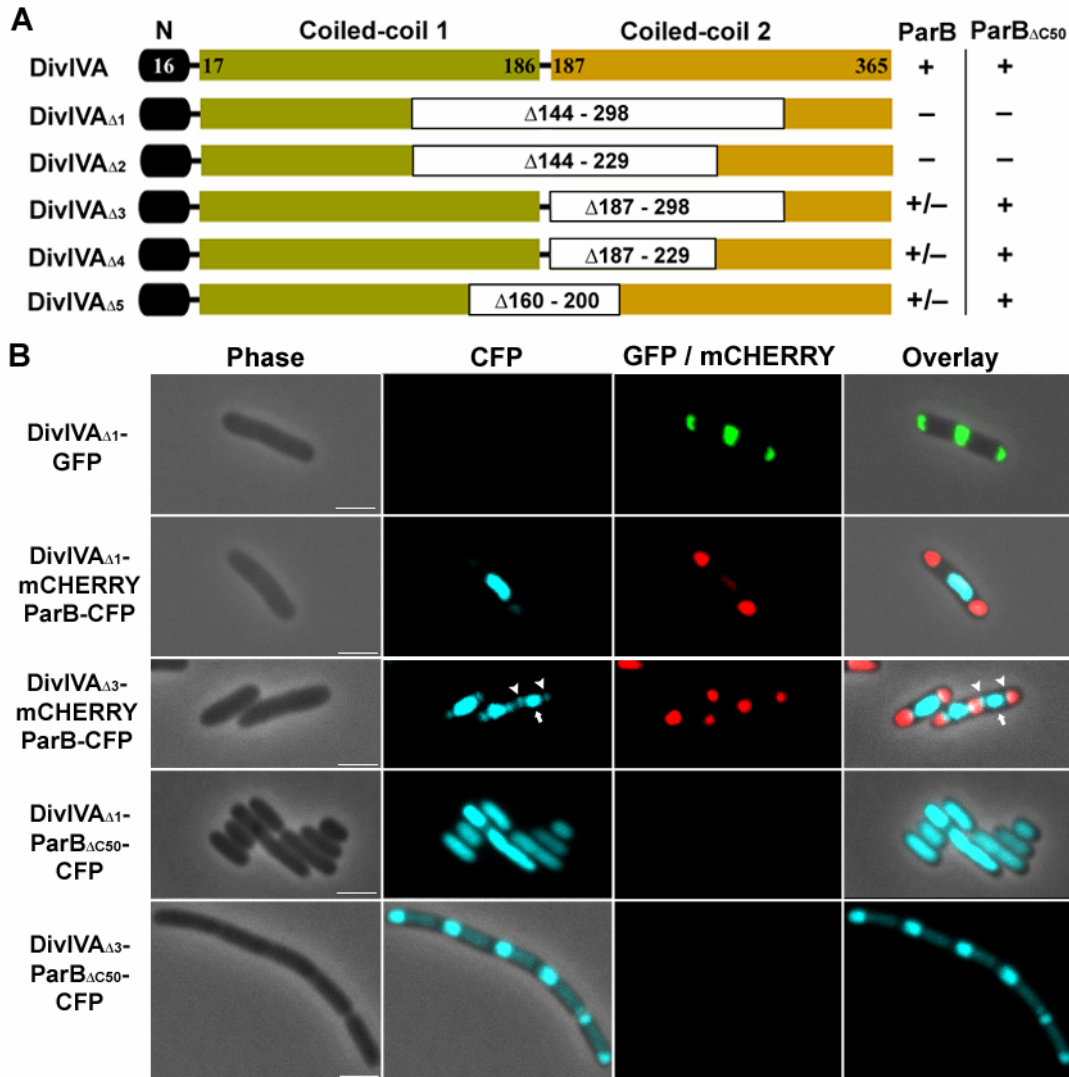 A
N Coiled-coil 1 Coiled-coil 2 ParB ParBΔC50
DivIVA 16 17 186 187 365 + +
DivIVAΔ1 Δ144 - 298 – –
DivIVAΔ2 Δ144 - 229 – –
DivIVAΔ3 Δ187 - 298 +/– +
DivIVAΔ4 Δ187 - 229 +/– +
DivIVAΔ5 Δ160 - 200 +/– +
B
Phase CFP GFP / mCHERRY Overlay
DivIVAΔ1-
GFP
DivIVAΔ1-
mCHERRY
ParB-CFP
DivIVAΔ3-
mCHERRY
ParB-CFP
DivIVAΔ1-
ParBΔC50-
CFP
DivIVAΔ3-
ParBΔC50-
CFP